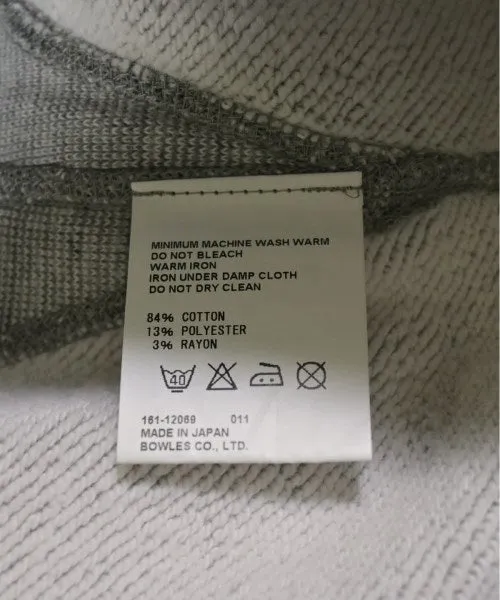 MINIMUM MACHINE WASH WARM
DO NOT BLEACH
WARM IRON
IRON UNDER DAMP CLOTH
DO NOT DRY CLEAN
84% COTTON
13% POLYESTER
3% RAYON
40
161-12069 011
MADE IN JAPAN
BOWLES CO., LTD.